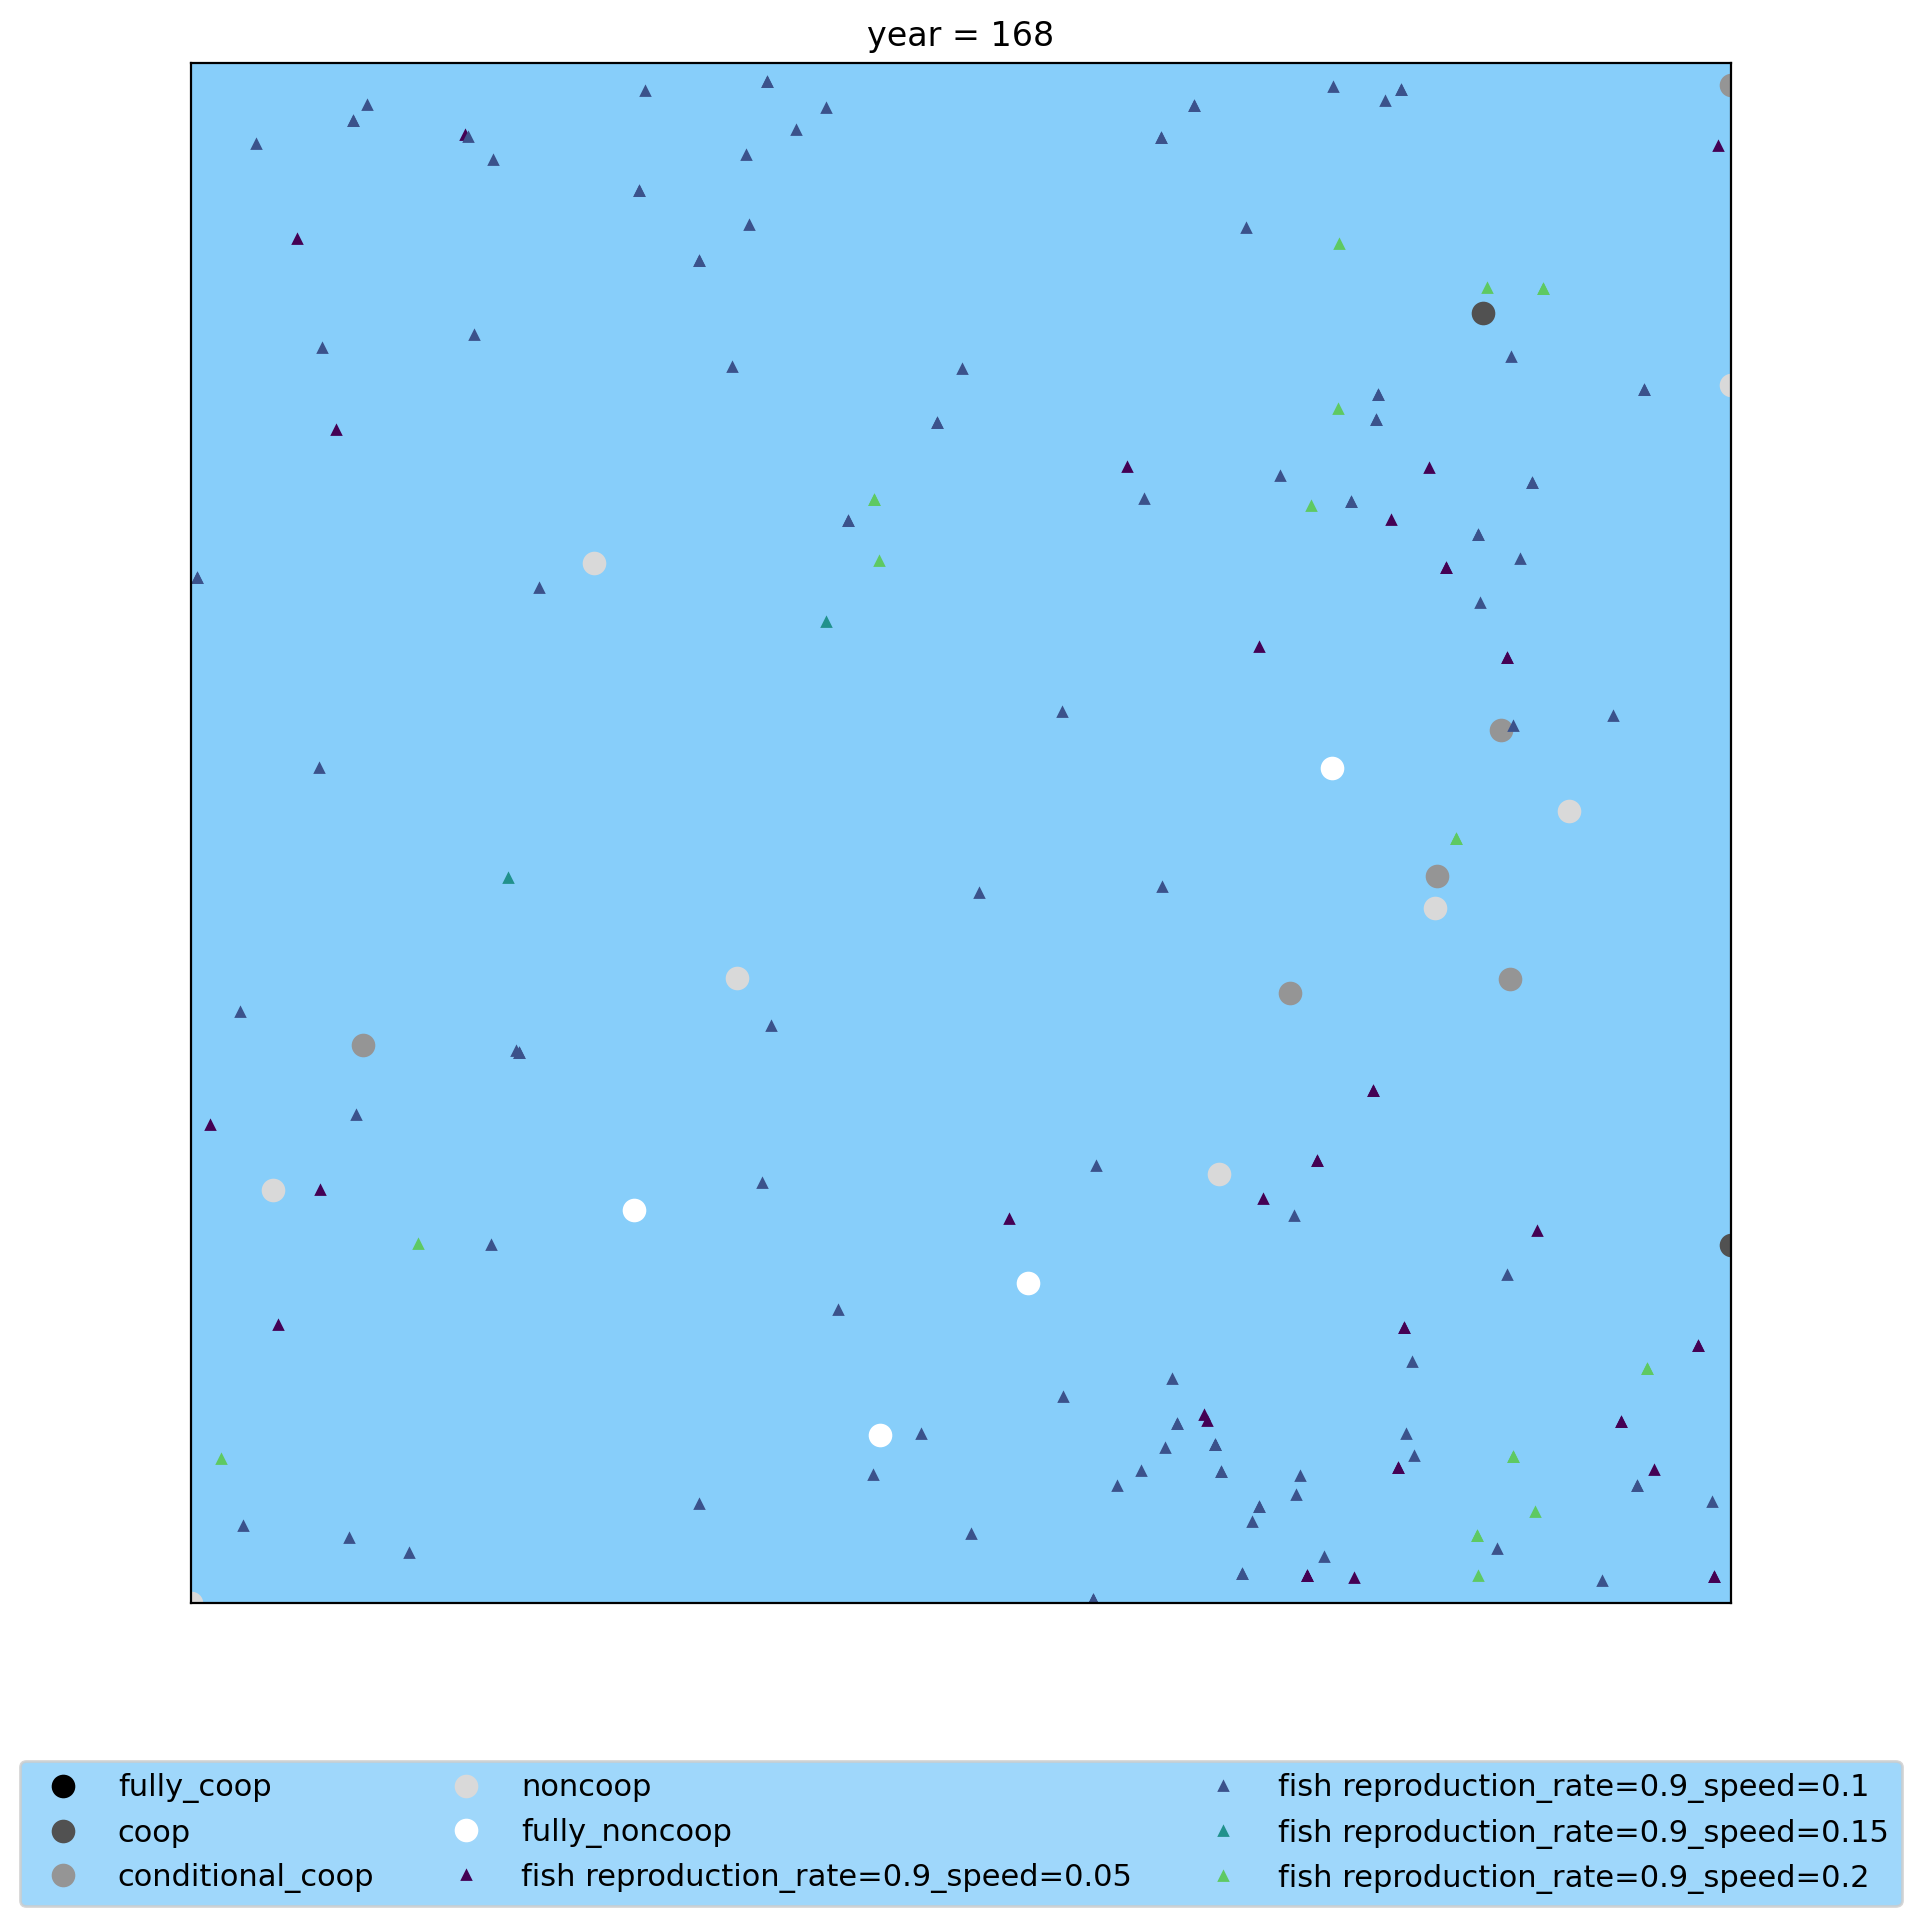 year = 168
fully_coop
coop
conditional_coop
noncoop
fully_noncoop
fish reproduction_rate=0.9_speed=0.05
fish reproduction_rate=0.9_speed=0.1
fish reproduction_rate=0.9_speed=0.15
fish reproduction_rate=0.9_speed=0.2